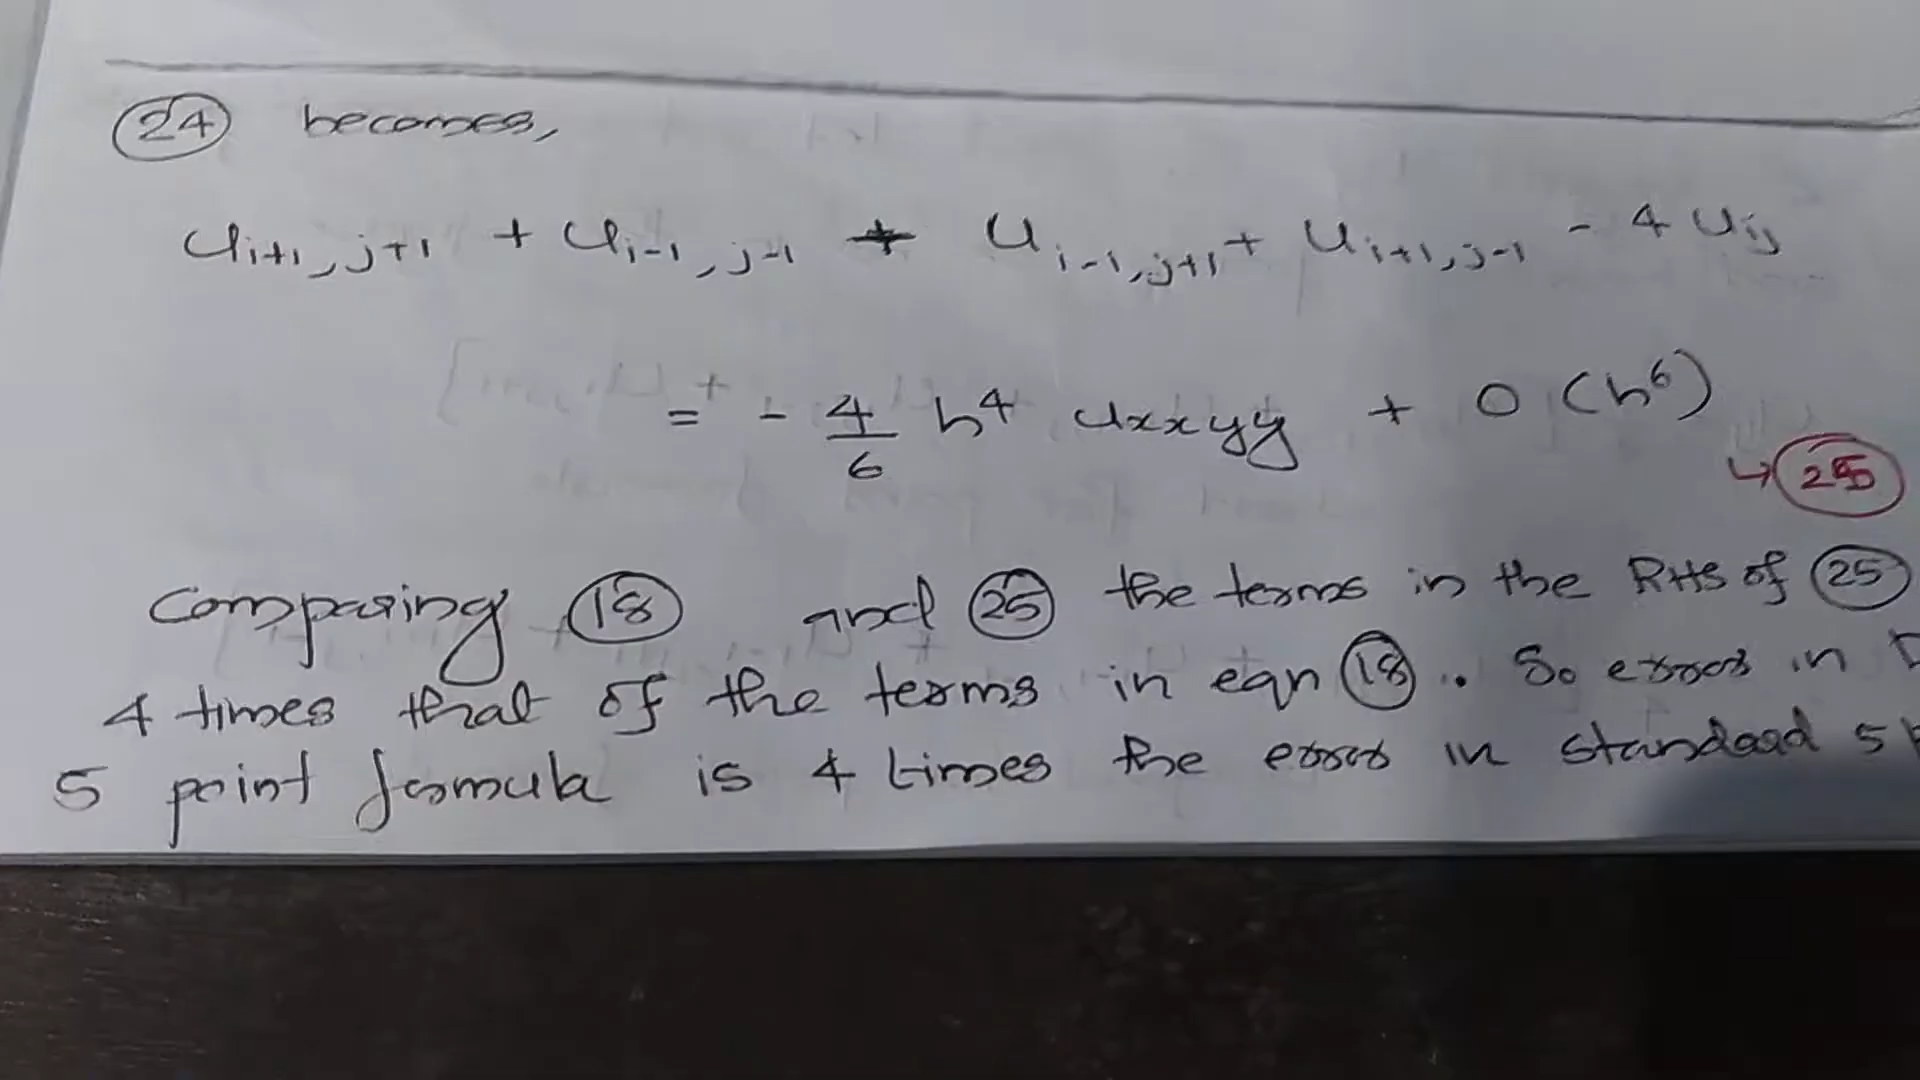 24 becomes,
u i+1, j+1 + u i-1, j-1 + u i-1, j+1 + u i+1, j-1 - 4 u ij
= - 4/6 h^4 u xxyy + O (h^6)
↳ 25
Comparing 18 and 25 the terms in the RHS of 25
4 times that of the terms in eqn 18. So error in
5 point formula is 4 times the error in standard 5